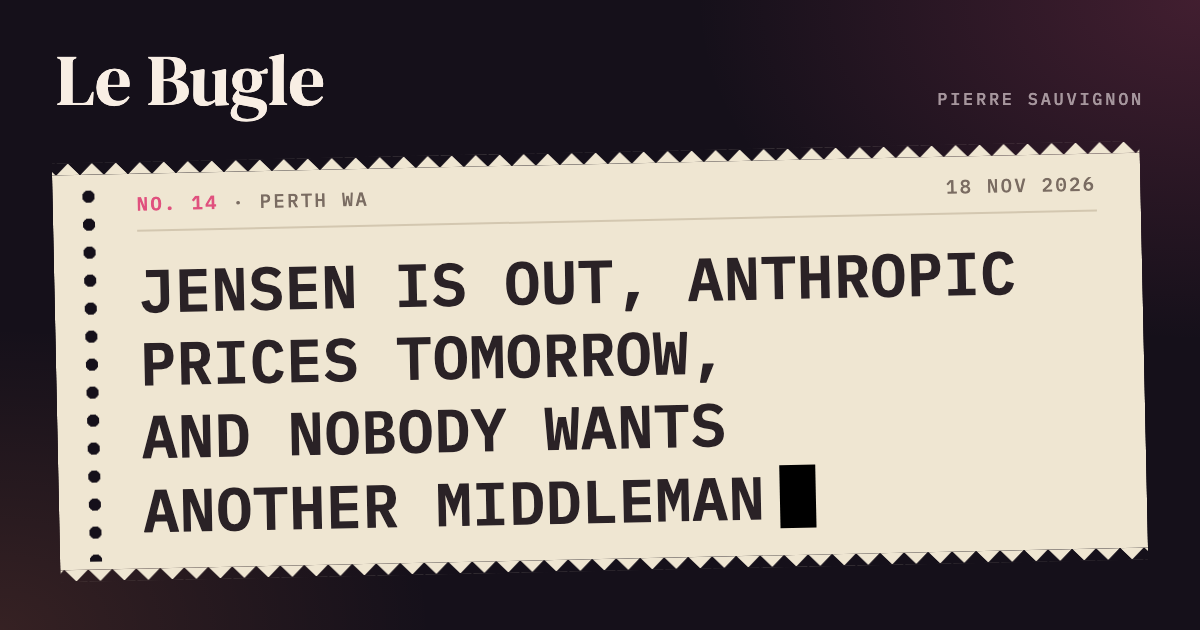 Le Bugle
PIERRE SAUVIGNON
NO. 14 · PERTH WA
18 NOV 2026
JENSEN IS OUT, ANTHROPIC
PRICES TOMORROW,
AND NOBODY WANTS
ANOTHER MIDDLEMAN